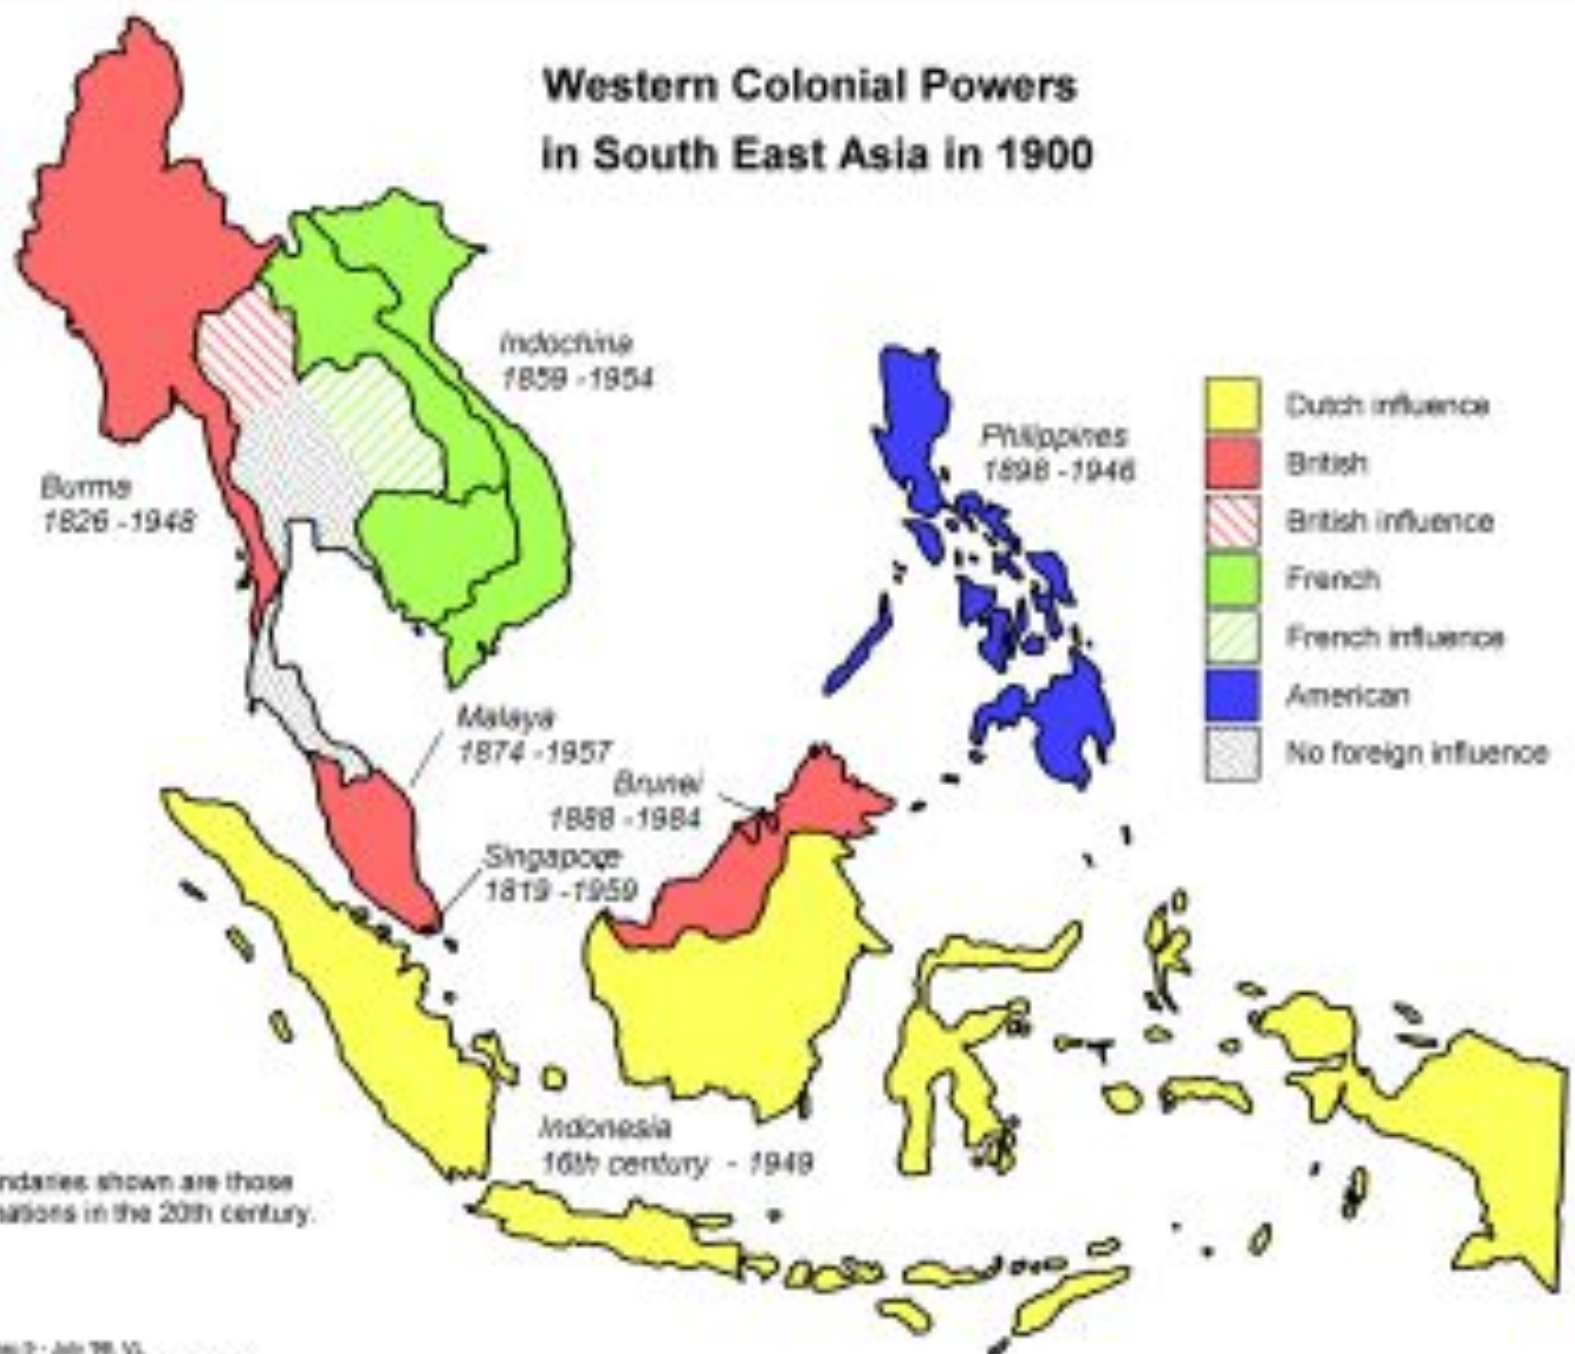 Western Colonial Powers
in South East Asia in 1900
Indochina
1859 -1954
Philippines
1898 -1946
Burma
1826 -1948
Malaya
1874 -1957
Brunei
1888 -1984
Singapore
1819 -1959
Indonesia
16th century - 1949
Dutch influence
British
British influence
French
French influence
American
No foreign influence
ndaries shown are those
nations in the 20th century.